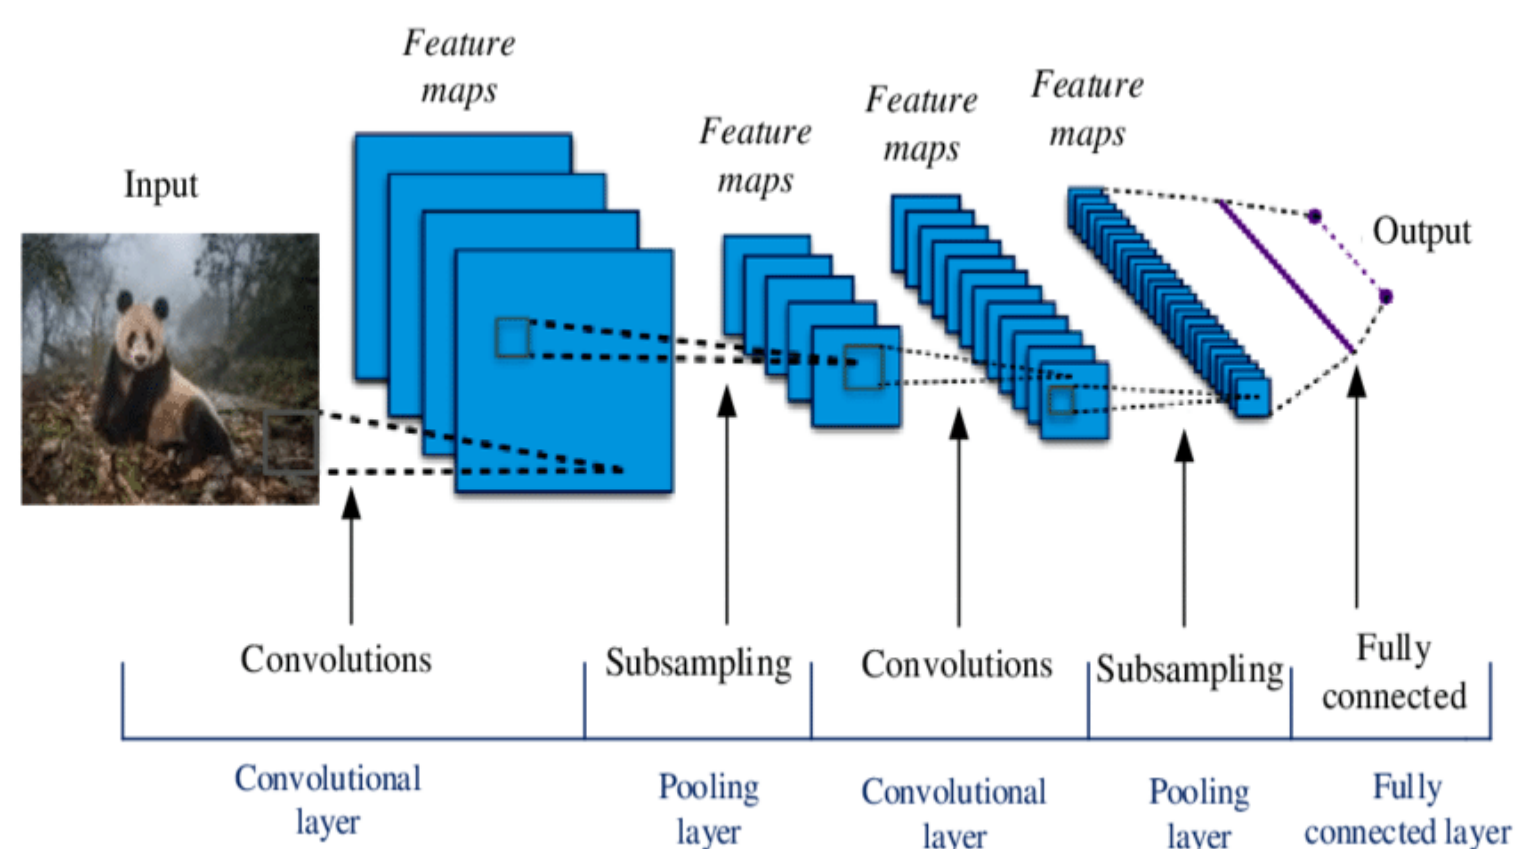 Feature
maps
Feature
maps
Feature
maps
Feature
maps
Input
Output
Convolutions
Subsampling
Convolutions
Subsampling
Fully
connected
Convolutional
layer
Pooling
layer
Convolutional
layer
Pooling
layer
Fully
connected layer